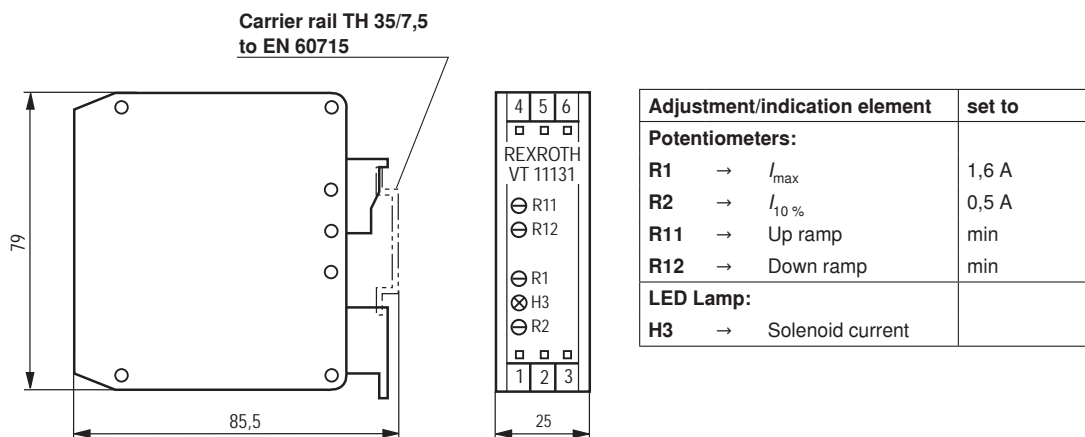 Carrier rail TH 35/7,5
to EN 60715
79
85,5
4 5 6
REXROTH
VT 11131
R11
R12
R1
H3
R2
1 2 3
25
Adjustment/indication element set to
Potentiometers:
R1 → Imax 1,6 A
R2 → I10 % 0,5 A
R11 → Up ramp min
R12 → Down ramp min
LED Lamp:
H3 → Solenoid current